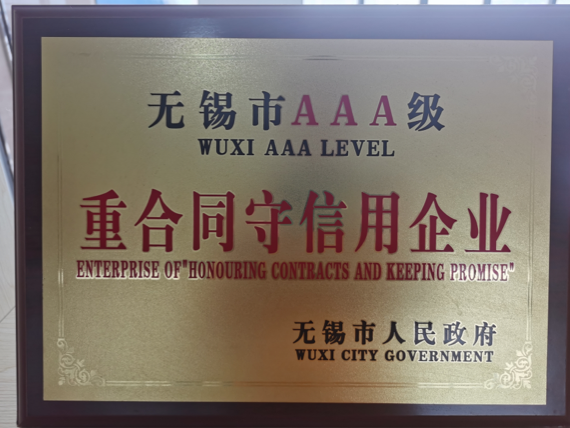 无锡市AAA级
WUXI AAA LEVEL
重合同守信用企业
ENTERPRISE OF"HONOURING CONTRACTS AND KEEPING PROMISE"
无锡市人民政府
WUXI CITY GOVERNMENT